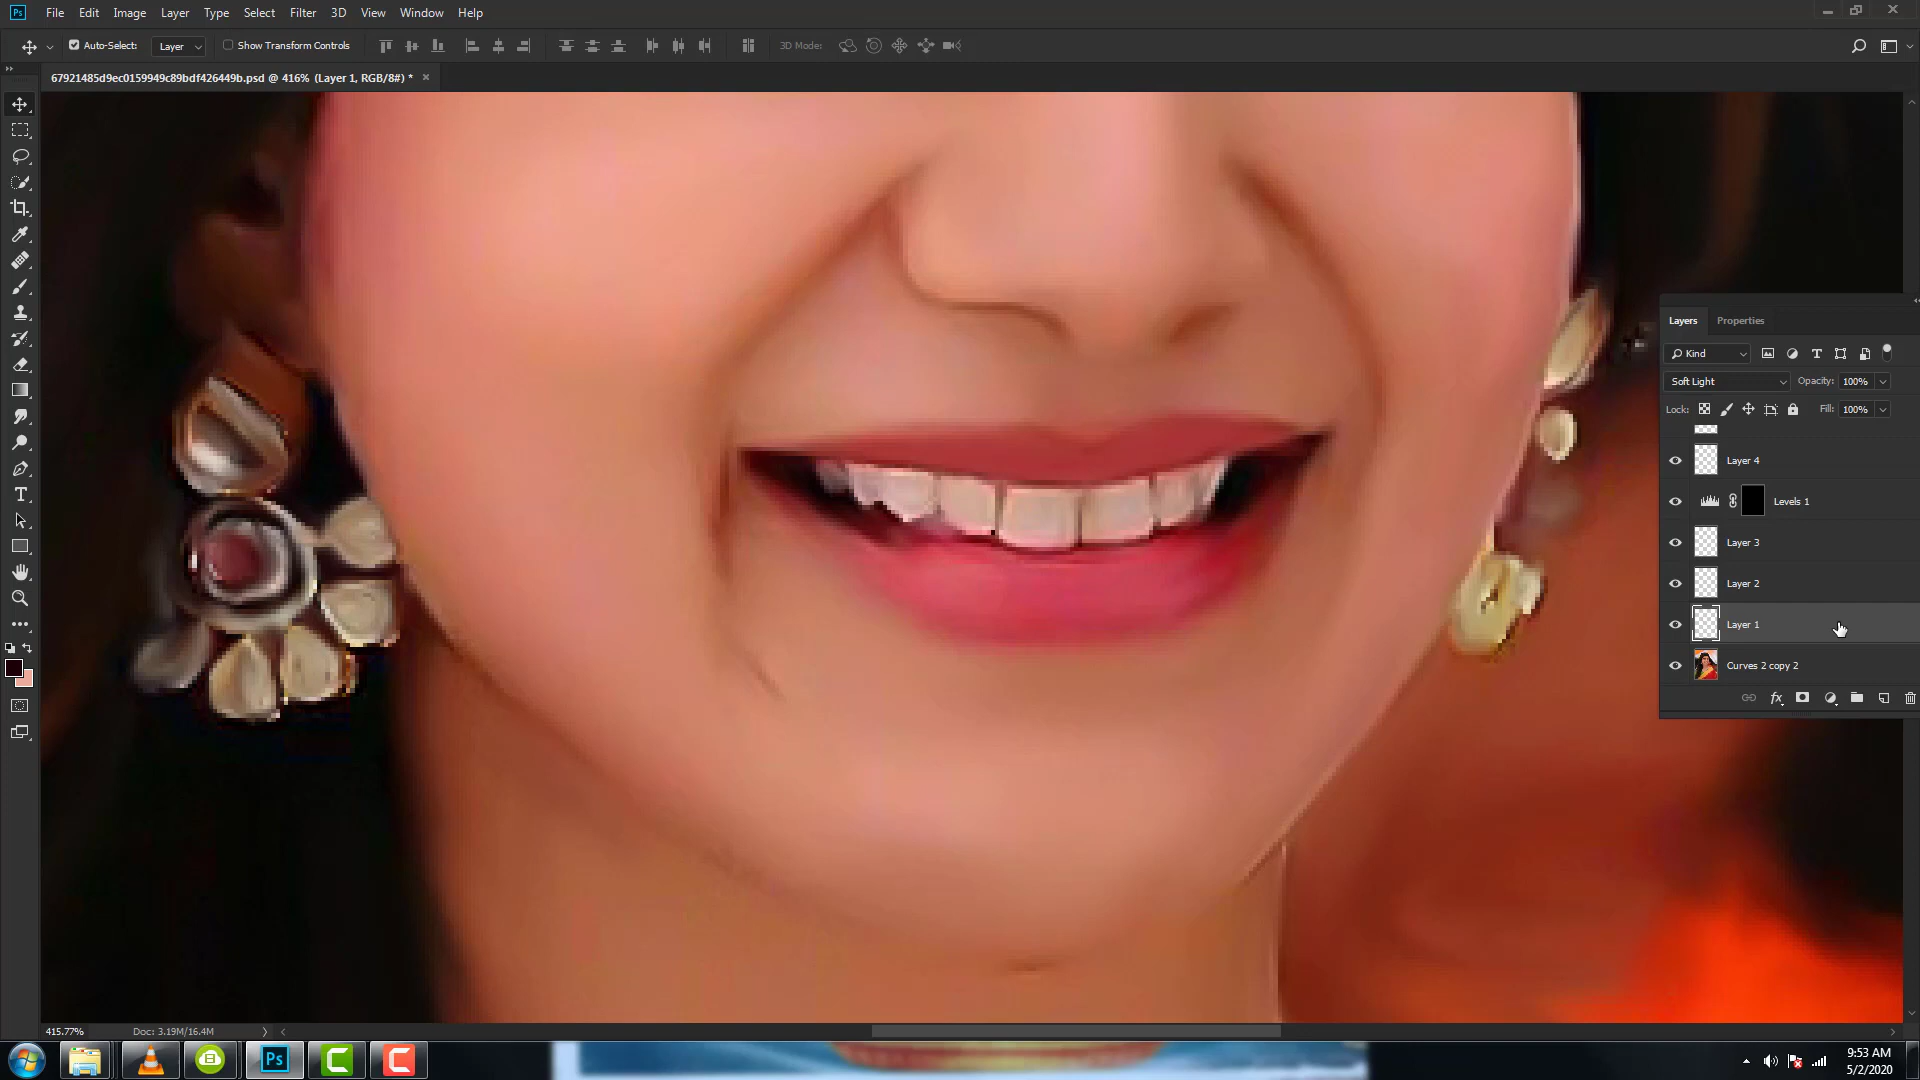 Ps File Edit Image Layer Type Select Filter 3D View Window Help
Auto-Select: Layer Show Transform Controls 3D Mode:
67921485d9ec0159949c89bdf426449b.psd @ 416% (Layer 1, RGB/8#) * ×
Layers Properties
Kind
Soft Light Opacity: 100%
Lock: Fill: 100%
Layer 4
Levels 1
Layer 3
Layer 2
Layer 1
Curves 2 copy 2
fx
415.77% Doc: 3.19M/16.4M
Ps
9:53 AM
5/2/2020